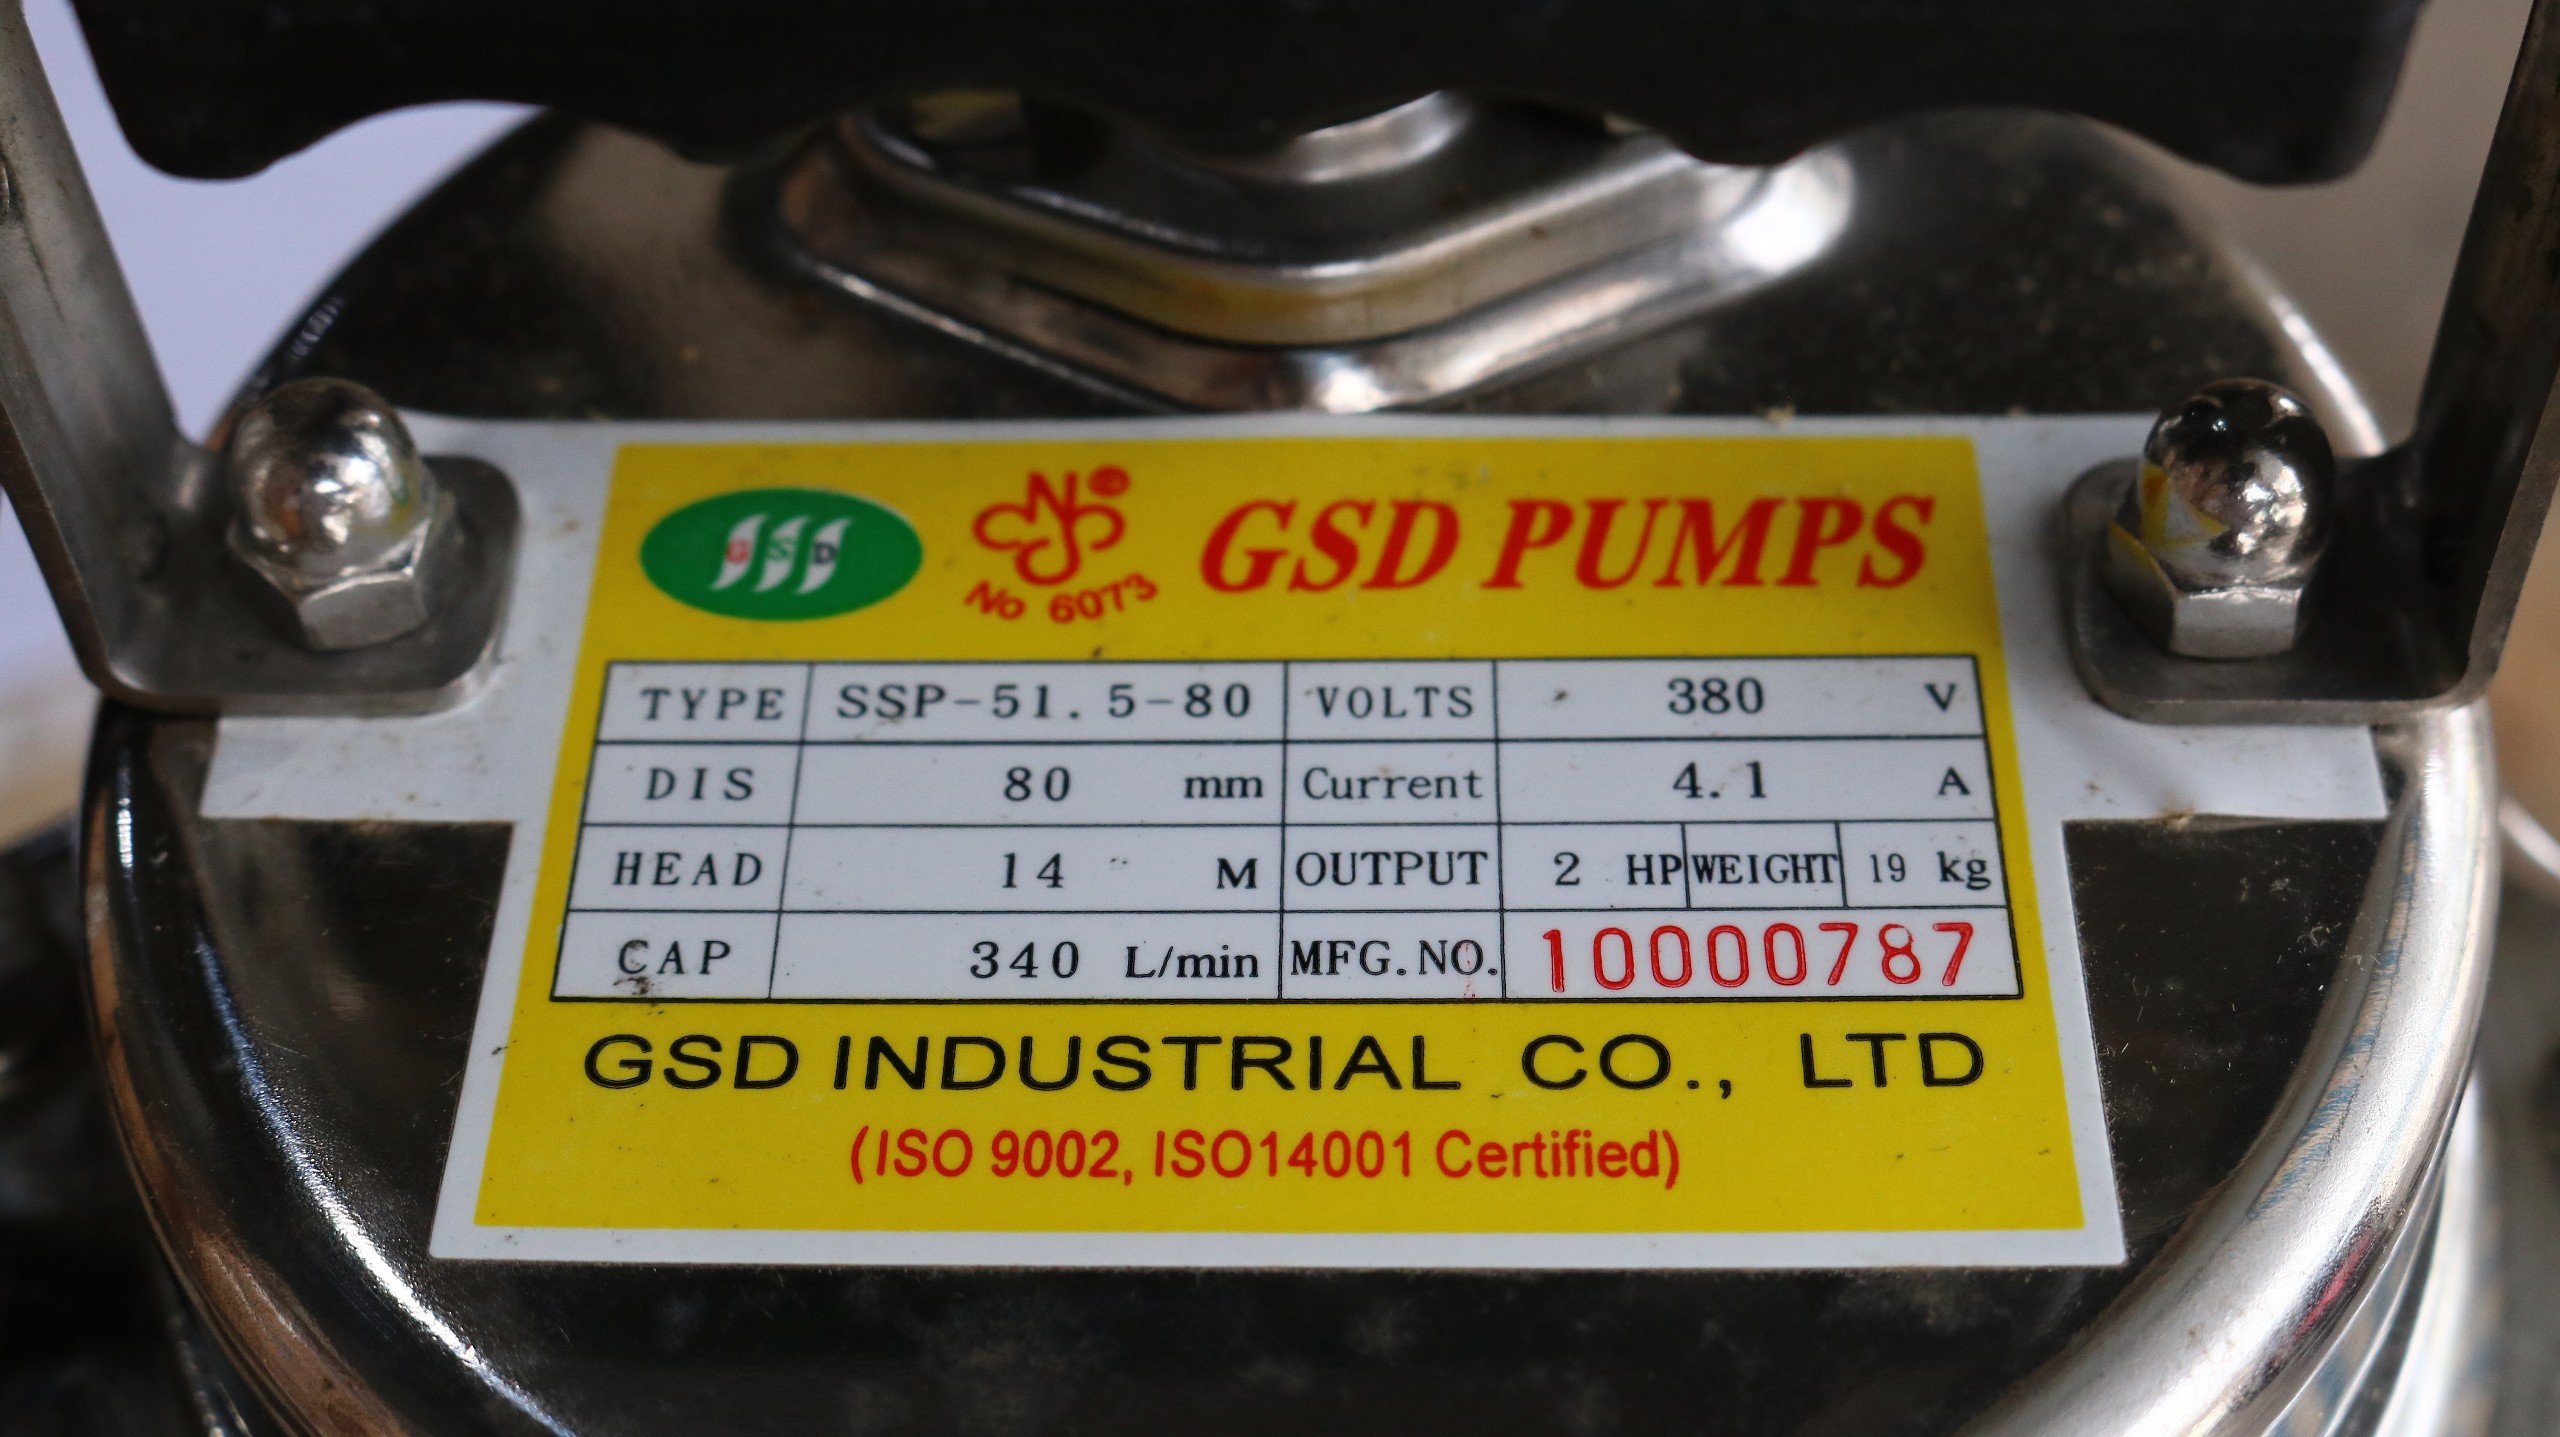 GSD
CNS®
No 6073
GSD PUMPS
TYPE SSP-51.5-80 VOLTS 380 V
DIS 80 mm Current 4.1 A
HEAD 14 M OUTPUT 2 HP WEIGHT 19 kg
CAP 340 L/min MFG.NO. 10000787
GSD INDUSTRIAL CO., LTD
(ISO 9002, ISO14001 Certified)